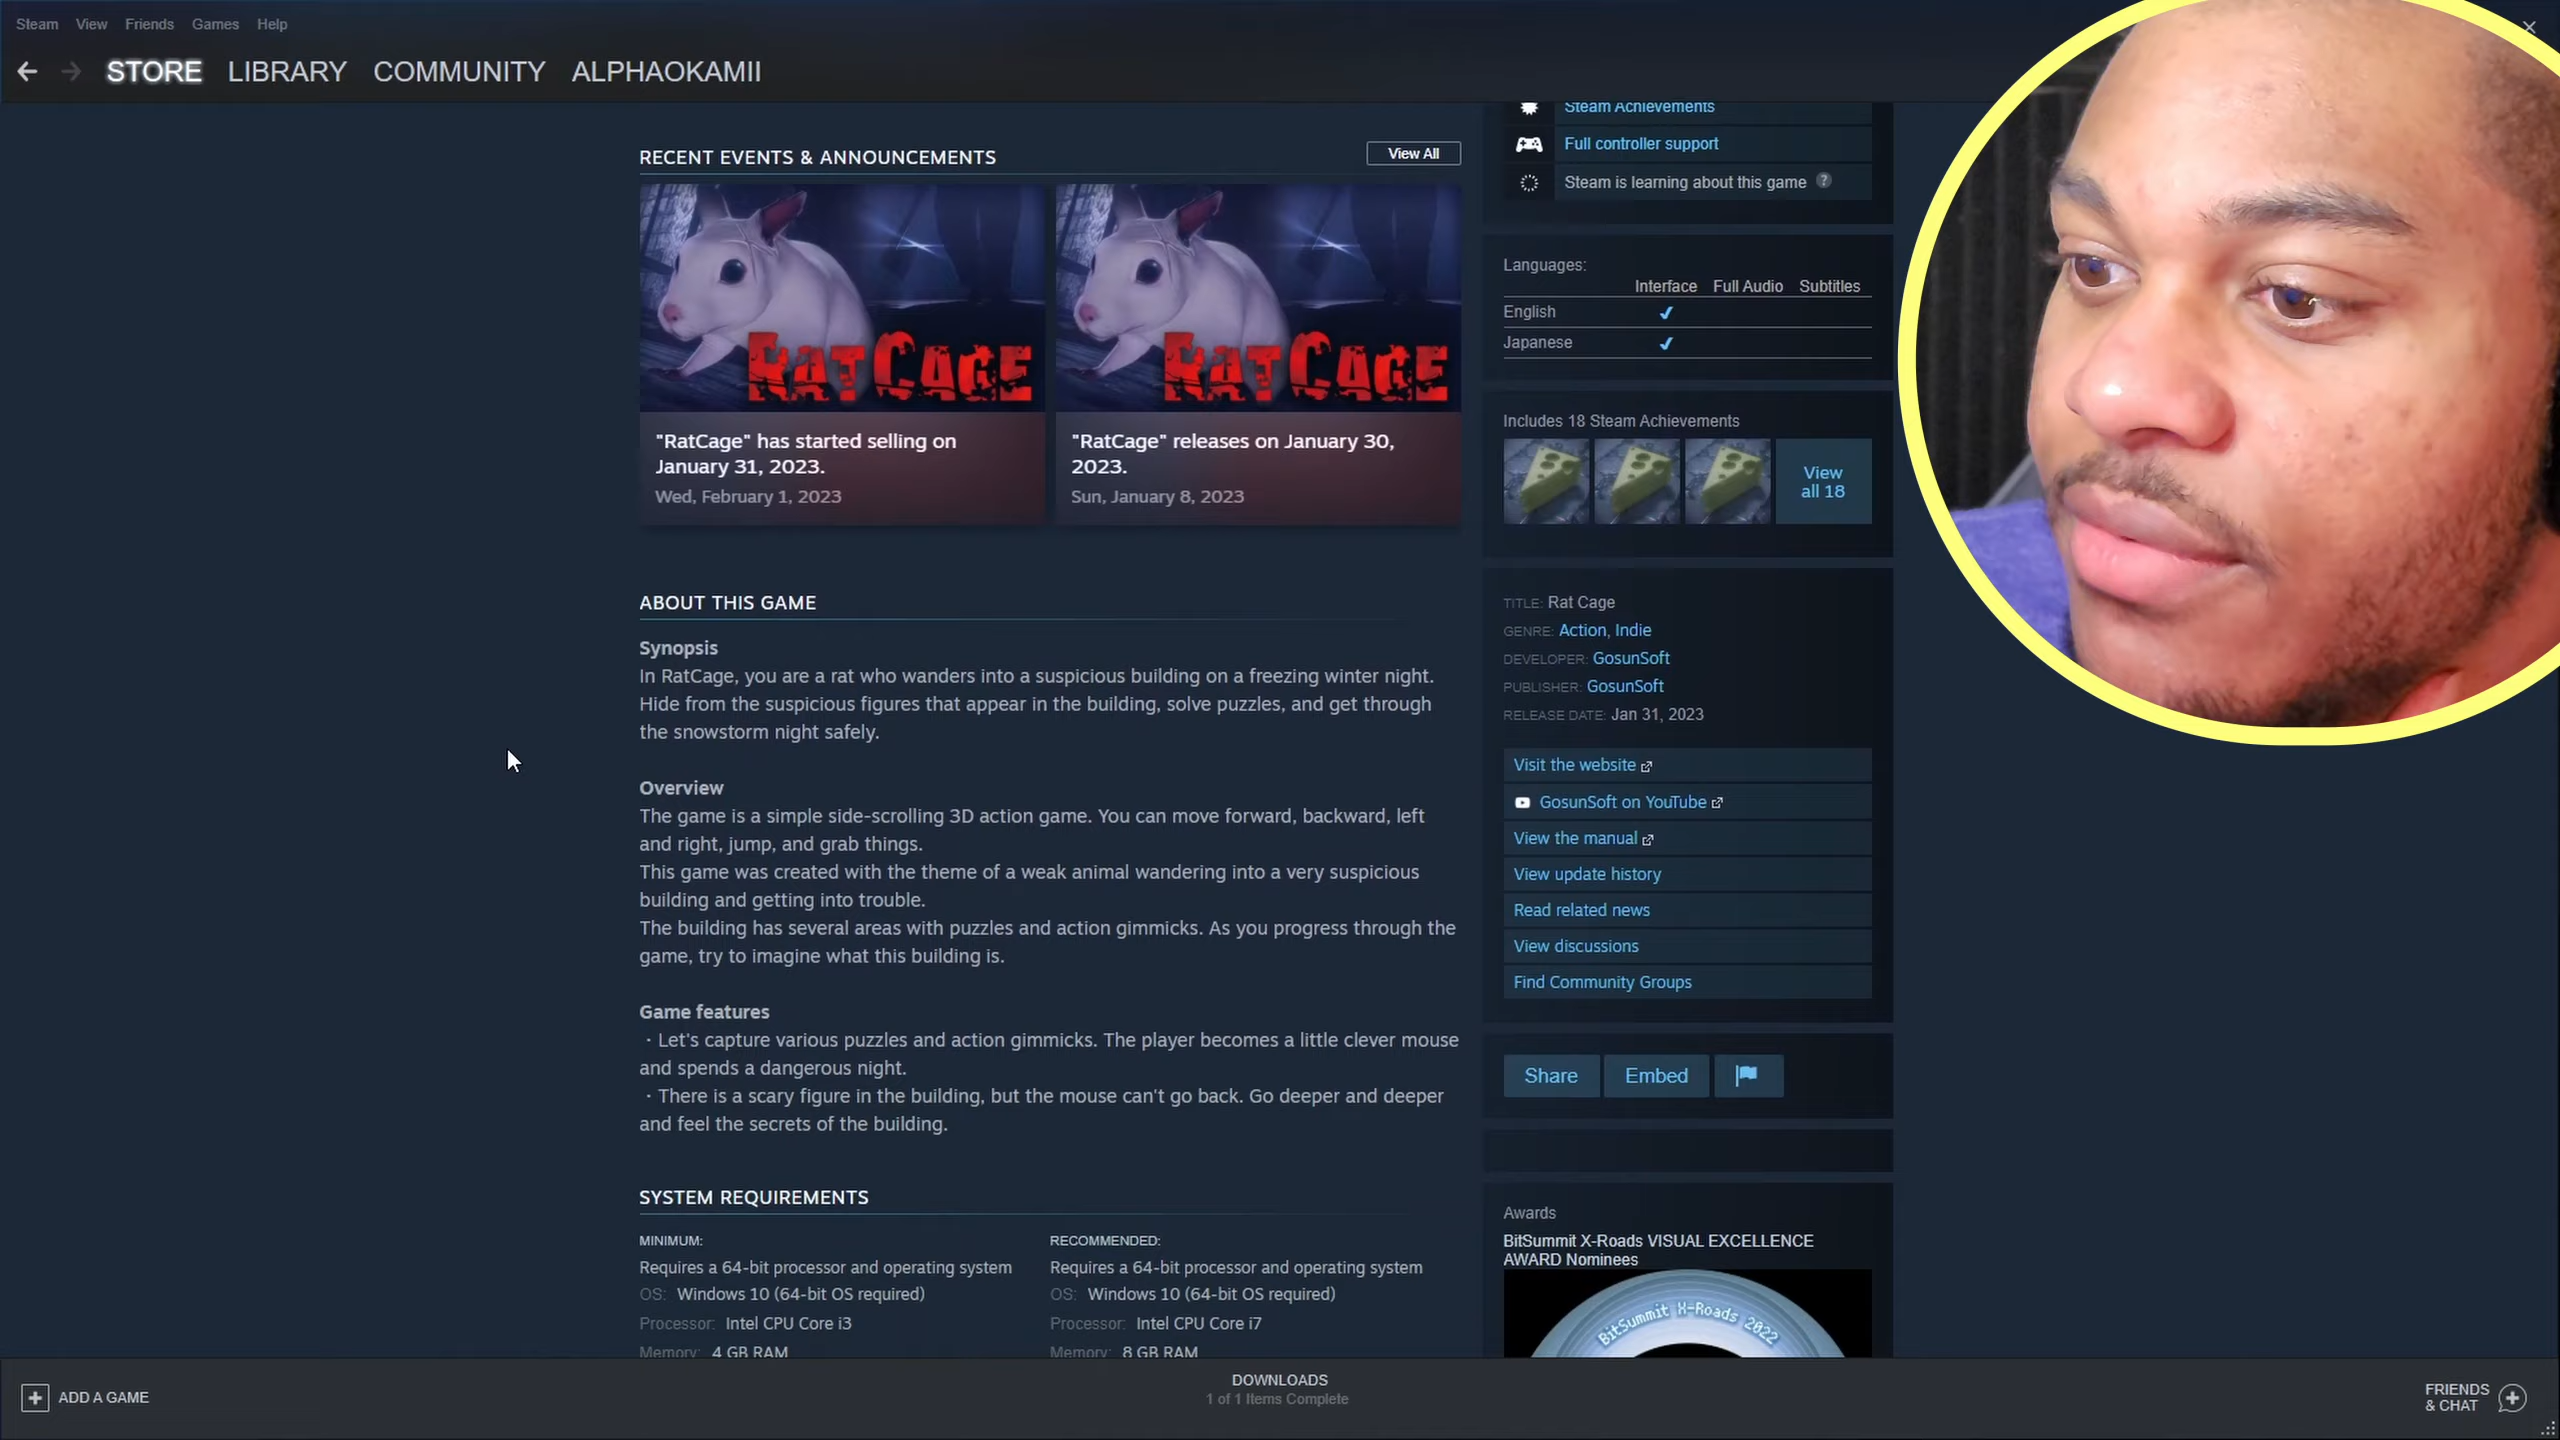 Steam View Friends Games Help
STORE LIBRARY COMMUNITY ALPHAOKAMII
RECENT EVENTS & ANNOUNCEMENTS
View All
RATCAGE
RATCAGE
"RatCage" has started selling on
January 31, 2023.
Wed, February 1, 2023
"RatCage" releases on January 30,
2023.
Sun, January 8, 2023
ABOUT THIS GAME
Synopsis
In RatCage, you are a rat who wanders into a suspicious building on a freezing winter night.
Hide from the suspicious figures that appear in the building, solve puzzles, and get through
the snowstorm night safely.
Overview
The game is a simple side-scrolling 3D action game. You can move forward, backward, left
and right, jump, and grab things.
This game was created with the theme of a weak animal wandering into a very suspicious
building and getting into trouble.
The building has several areas with puzzles and action gimmicks. As you progress through the
game, try to imagine what this building is.
Game features
・Let's capture various puzzles and action gimmicks. The player becomes a little clever mouse
and spends a dangerous night.
・There is a scary figure in the building, but the mouse can't go back. Go deeper and deeper
and feel the secrets of the building.
SYSTEM REQUIREMENTS
MINIMUM:
Requires a 64-bit processor and operating system
OS: Windows 10 (64-bit OS required)
Processor: Intel CPU Core i3
Memory: 4 GB RAM
RECOMMENDED:
Requires a 64-bit processor and operating system
OS: Windows 10 (64-bit OS required)
Processor: Intel CPU Core i7
Memory: 8 GB RAM
Steam Achievements
Full controller support
Steam is learning about this game ?
Languages:
Interface Full Audio Subtitles
English ✔
Japanese ✔
Includes 18 Steam Achievements
View
all 18
TITLE: Rat Cage
GENRE: Action, Indie
DEVELOPER: GosunSoft
PUBLISHER: GosunSoft
RELEASE DATE: Jan 31, 2023
Visit the website
GosunSoft on YouTube
View the manual
View update history
Read related news
View discussions
Find Community Groups
Share Embed
Awards
BitSummit X-Roads VISUAL EXCELLENCE
AWARD Nominees
BitSummit X-Roads 2022
ADD A GAME
DOWNLOADS
1 of 1 Items Complete
FRIENDS
& CHAT